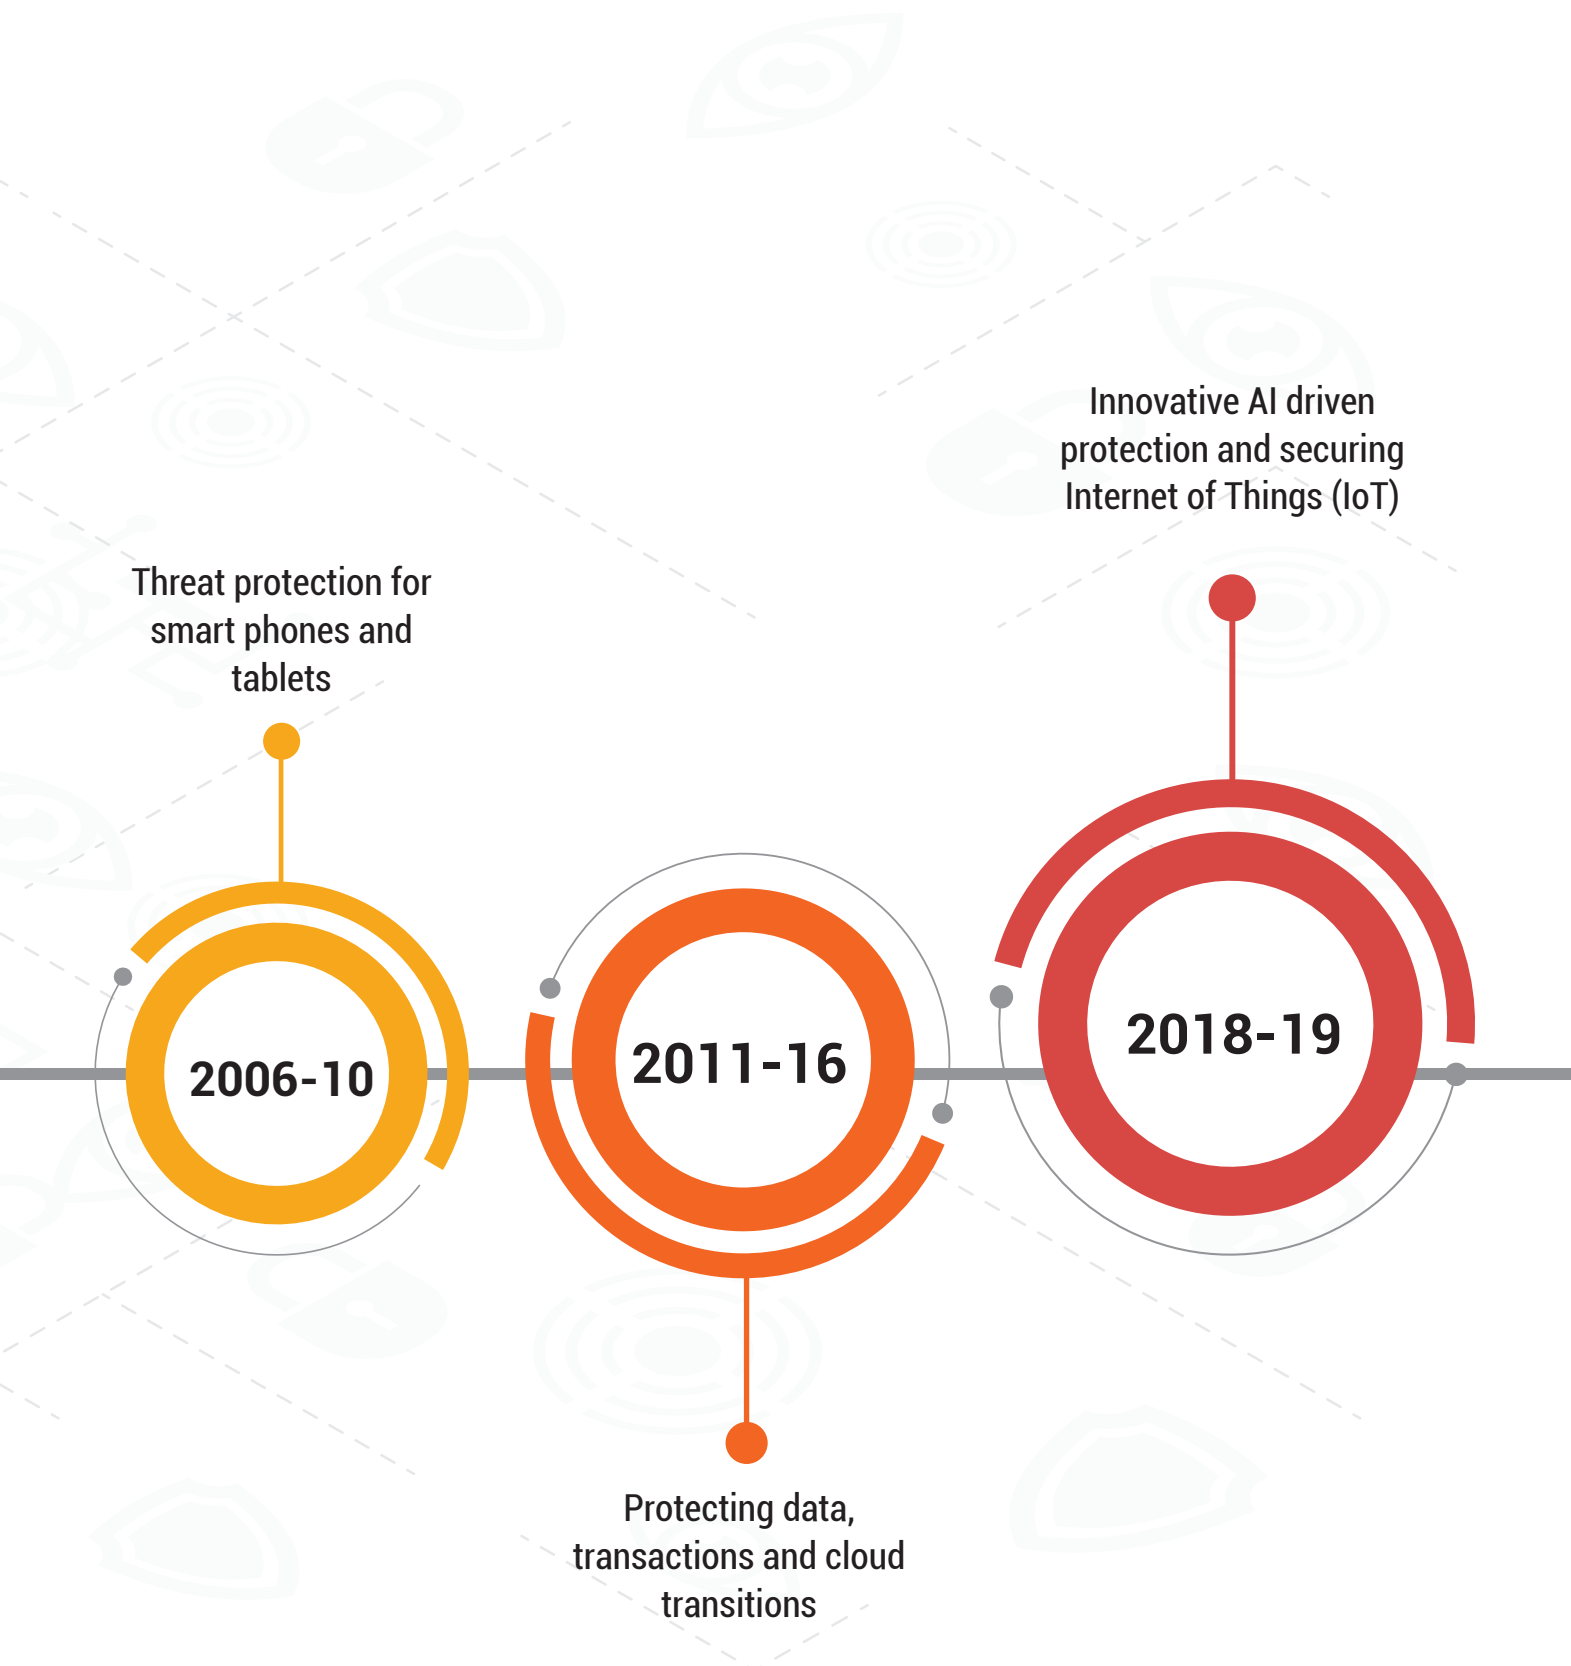 Threat protection for
smart phones and
tablets
2006-10
2011-16
Protecting data,
transactions and cloud
transitions
Innovative AI driven
protection and securing
Internet of Things (IoT)
2018-19